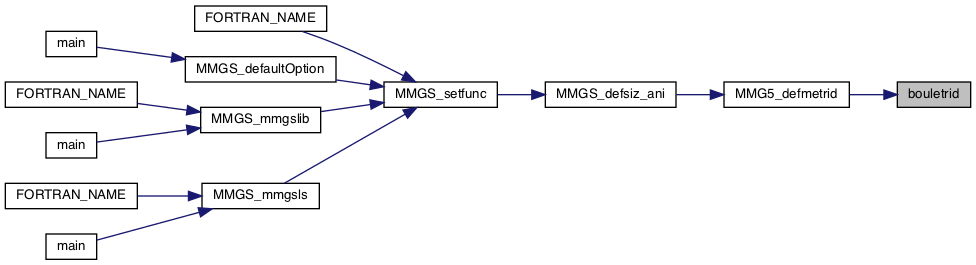 FORTRAN_NAME
main
MMGS_defaultOption
FORTRAN_NAME
MMGS_setfunc
MMGS_defsiz_ani
MMG5_defmetrid
bouletrid
MMGS_mmgslib
main
FORTRAN_NAME
MMGS_mmgsls
main